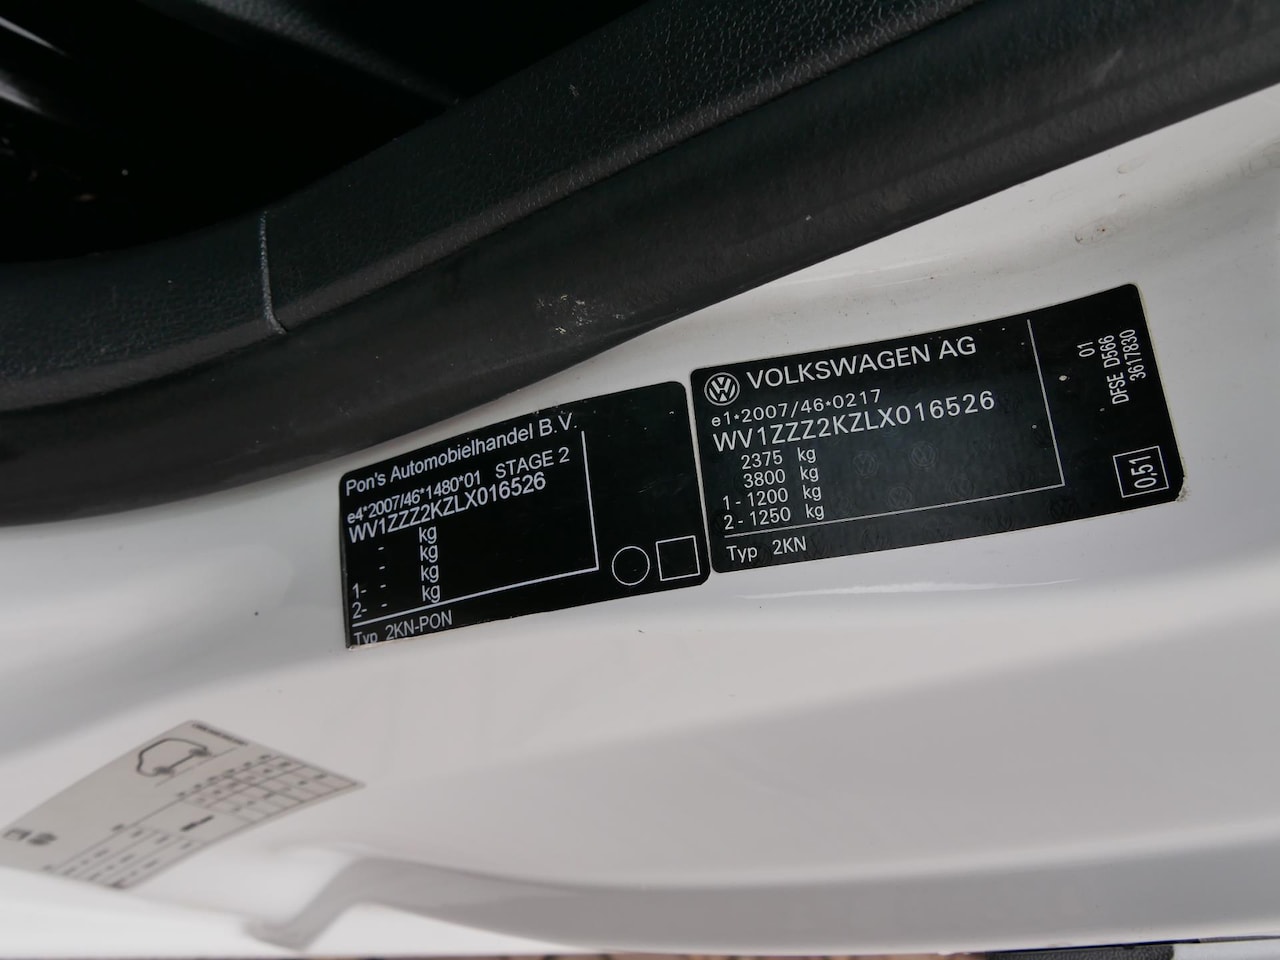 Pon's Automobielhandel B.V.
e4*2007/46*1480*01 STAGE 2
WV1ZZZ2KZLX016526
- kg
- kg
1- - kg
2- - kg
Typ 2KN-PON
VOLKSWAGEN AG
e1*2007/46*0217
WV1ZZZ2KZLX016526
2375 kg
3800 kg
1 - 1200 kg
2 - 1250 kg
Typ 2KN
01
DFSE D566
3617830
0,51